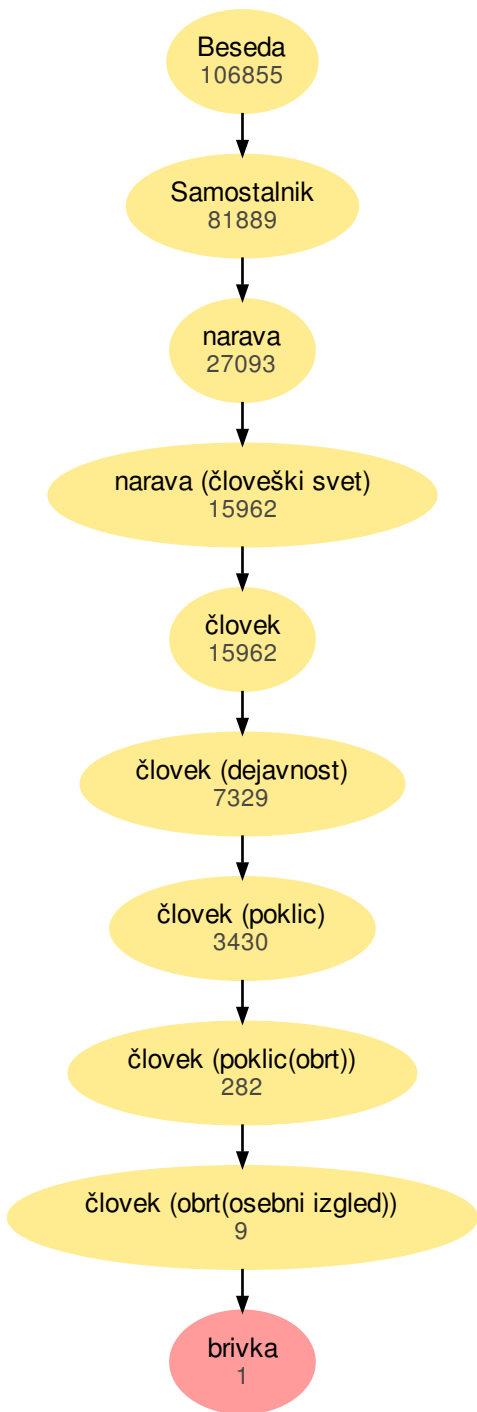 Beseda
106855
Samostalnik
81889
narava
27093
narava (človeški svet)
15962
človek
15962
človek (dejavnost)
7329
človek (poklic)
3430
človek (poklic(obrt))
282
človek (obrt(osebni izgled))
9
brivka
1